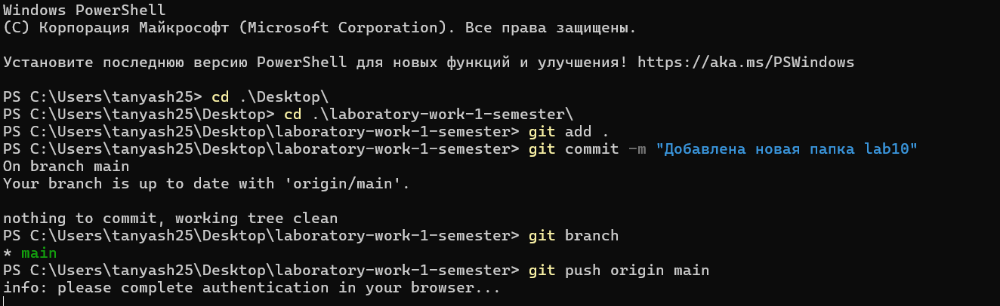 Windows PowerShell
(C) Корпорация Майкрософт (Microsoft Corporation). Все права защищены.
Установите последнюю версию PowerShell для новых функций и улучшения! https://aka.ms/PSWindows
PS C:\Users\tanyash25> cd .\Desktop\
PS C:\Users\tanyash25\Desktop> cd .\laboratory-work-1-semester\
PS C:\Users\tanyash25\Desktop\laboratory-work-1-semester> git add .
PS C:\Users\tanyash25\Desktop\laboratory-work-1-semester> git commit -m "Добавлена новая папка lab10"
On branch main
Your branch is up to date with 'origin/main'.
nothing to commit, working tree clean
PS C:\Users\tanyash25\Desktop\laboratory-work-1-semester> git branch
* main
PS C:\Users\tanyash25\Desktop\laboratory-work-1-semester> git push origin main
info: please complete authentication in your browser...